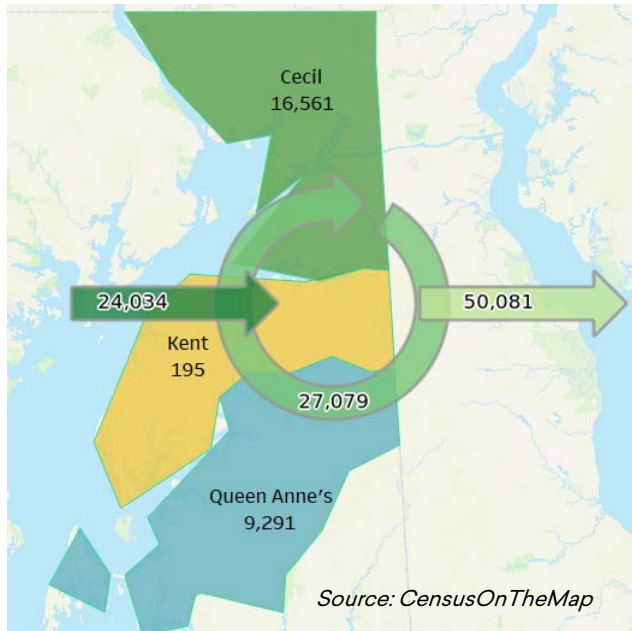 Cecil
16,561
24,034
50,081
Kent
195
27,079
Queen Anne's
9,291
Source: CensusOnTheMap